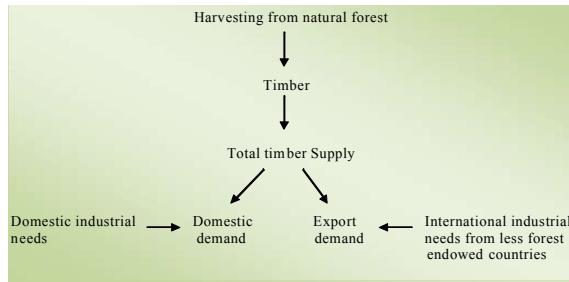 Harvesting from natural forest
Timber
Total timber Supply
Domestic industrial
needs
Domestic
demand
Export
demand
International industrial
needs from less forest
endowed countries